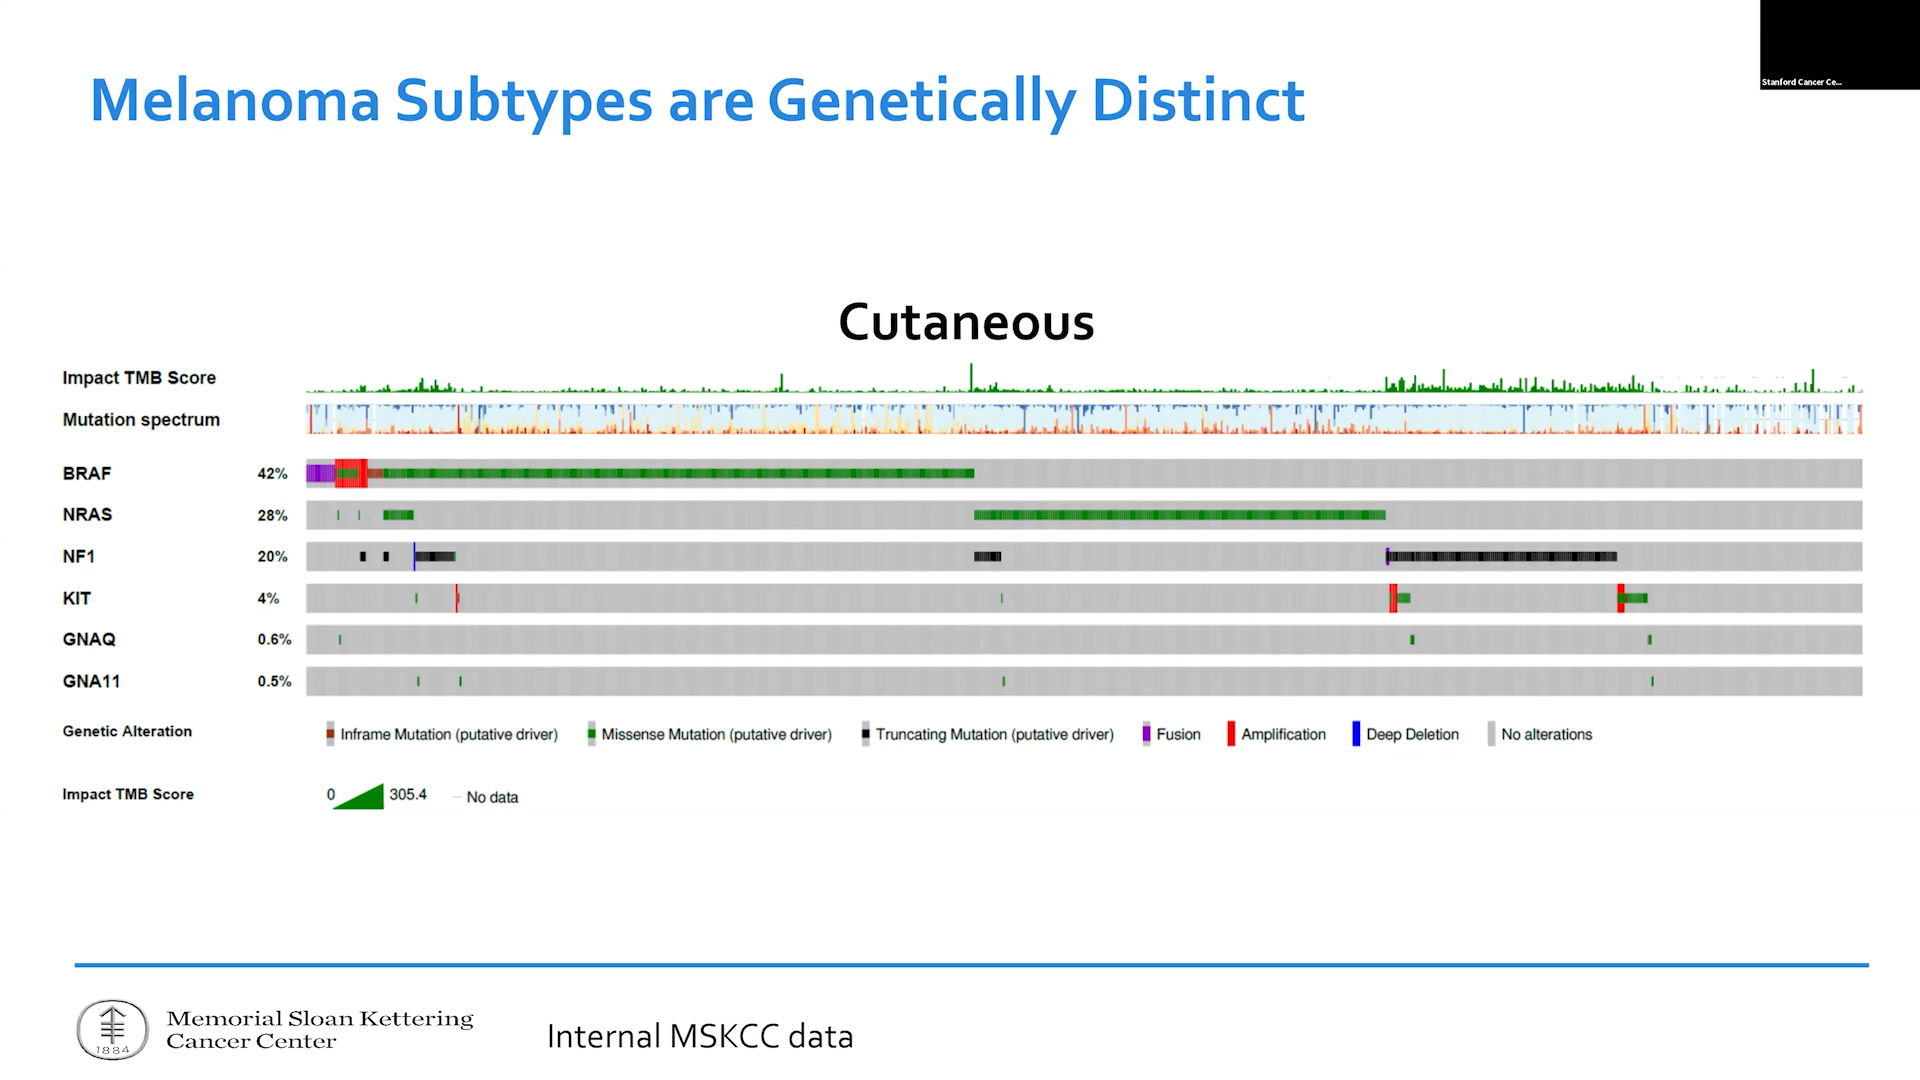 Stanford Cancer Ce...
Melanoma Subtypes are Genetically Distinct
Cutaneous
Impact TMB Score
Mutation spectrum
BRAF 42%
NRAS 28%
NF1 20%
KIT 4%
GNAQ 0.6%
GNA11 0.5%
Genetic Alteration Inframe Mutation (putative driver) Missense Mutation (putative driver) Truncating Mutation (putative driver) Fusion Amplification Deep Deletion No alterations
Impact TMB Score 0 305.4 – No data
1884
Memorial Sloan Kettering
Cancer Center
Internal MSKCC data